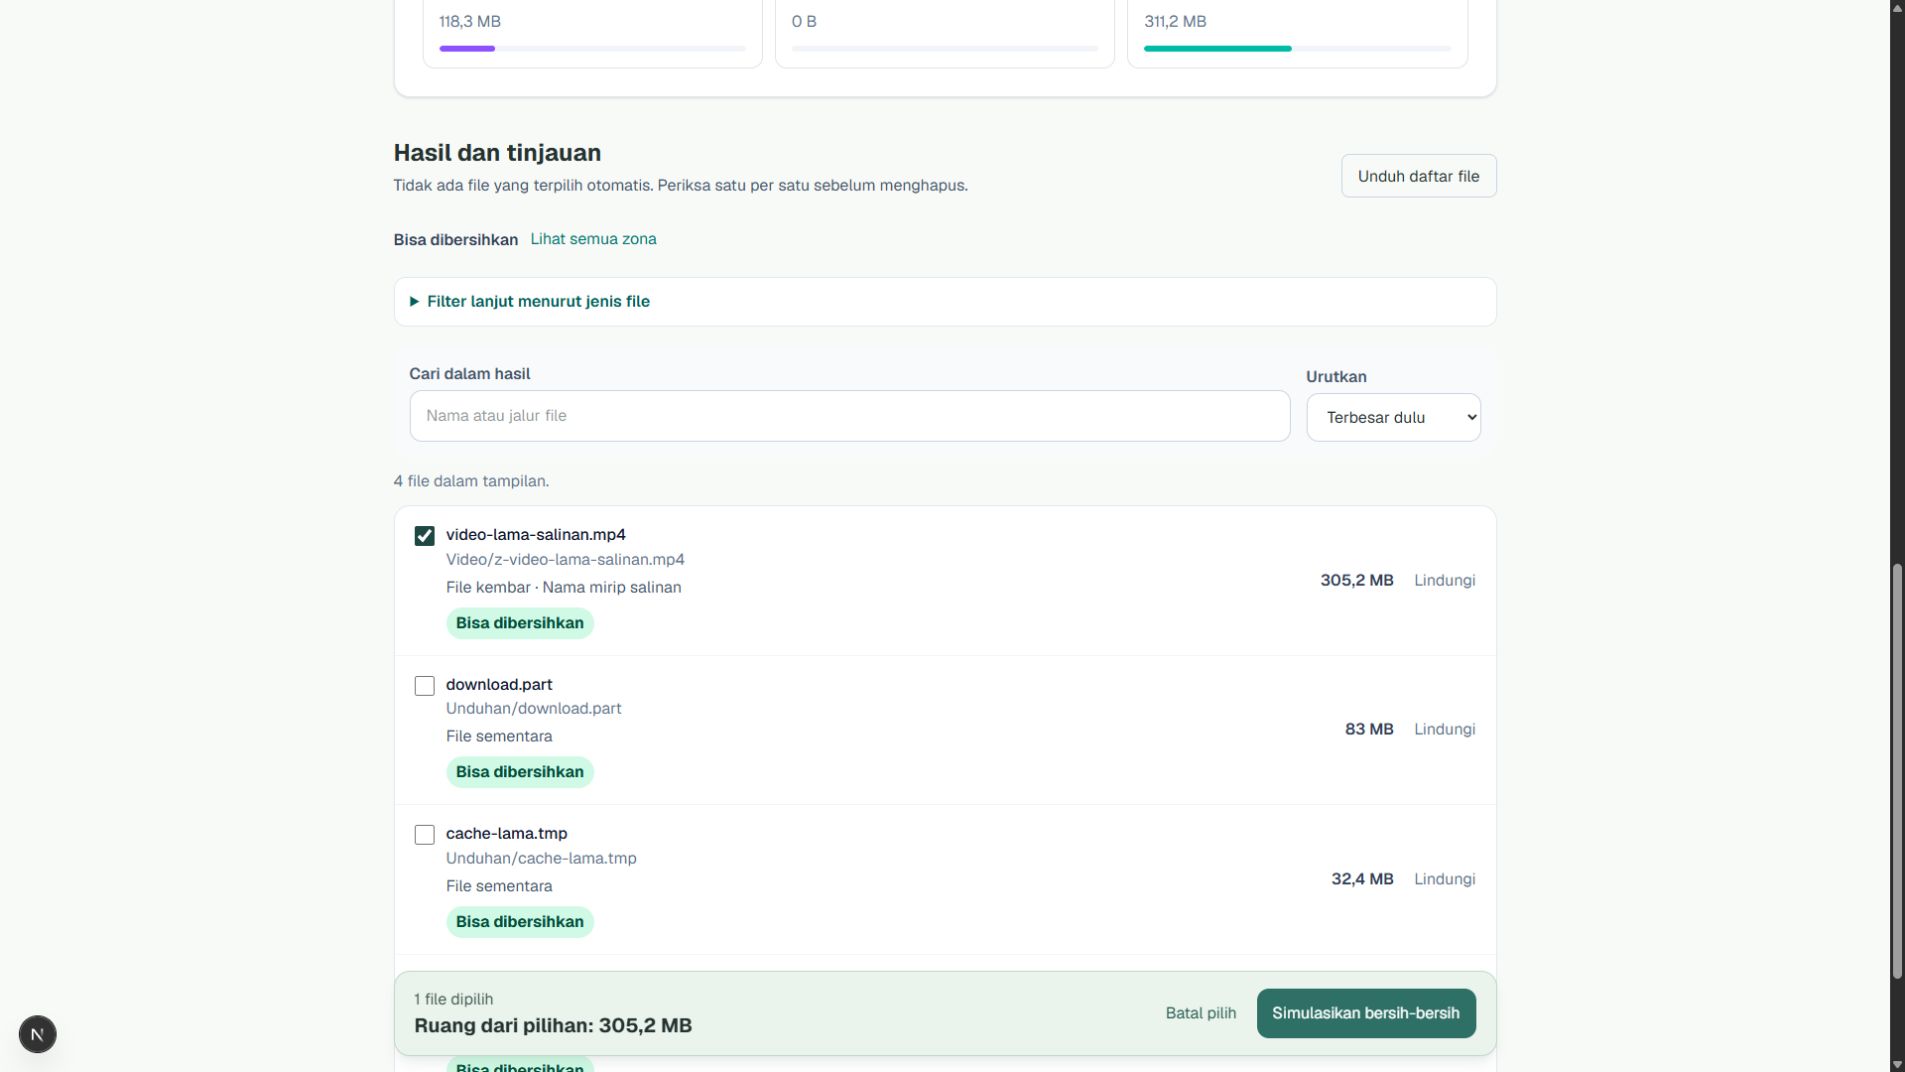 118,3 MB
0 B
311,2 MB
Hasil dan tinjauan
Tidak ada file yang terpilih otomatis. Periksa satu per satu sebelum menghapus.
Unduh daftar file
Bisa dibersihkan Lihat semua zona
▶ Filter lanjut menurut jenis file
Cari dalam hasil
Urutkan
Nama atau jalur file
Terbesar dulu
4 file dalam tampilan.
video-lama-salinan.mp4
Video/z-video-lama-salinan.mp4
File kembar · Nama mirip salinan
305,2 MB Lindungi
Bisa dibersihkan
download.part
Unduhan/download.part
File sementara
83 MB Lindungi
Bisa dibersihkan
cache-lama.tmp
Unduhan/cache-lama.tmp
File sementara
32,4 MB Lindungi
Bisa dibersihkan
1 file dipilih
Ruang dari pilihan: 305,2 MB
Batal pilih
Simulasikan bersih-bersih
N
Bisa dibersihkan